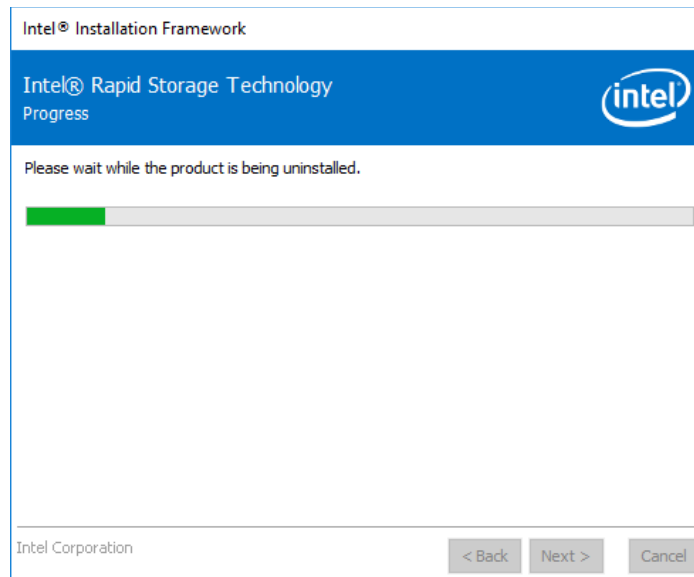 Intel® Installation Framework
Intel® Rapid Storage Technology
Progress
intel
Please wait while the product is being uninstalled.
Intel Corporation
< Back Next > Cancel